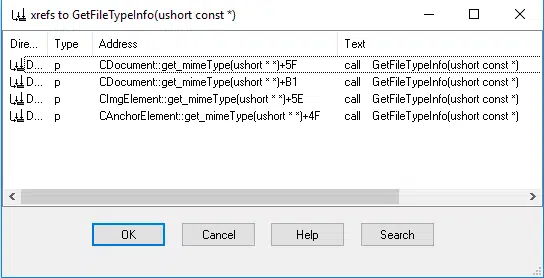 xrefs to GetFileTypeInfo(ushort const *)
Dire... Type Address Text
D... p CDocument::get_mimeType(ushort * *)+5F call GetFileTypeInfo(ushort const *)
D... p CDocument::get_mimeType(ushort * *)+B1 call GetFileTypeInfo(ushort const *)
D... p CImgElement::get_mimeType(ushort * *)+5E call GetFileTypeInfo(ushort const *)
D... p CAnchorElement::get_mimeType(ushort * *)+4F call GetFileTypeInfo(ushort const *)
OK Cancel Help Search